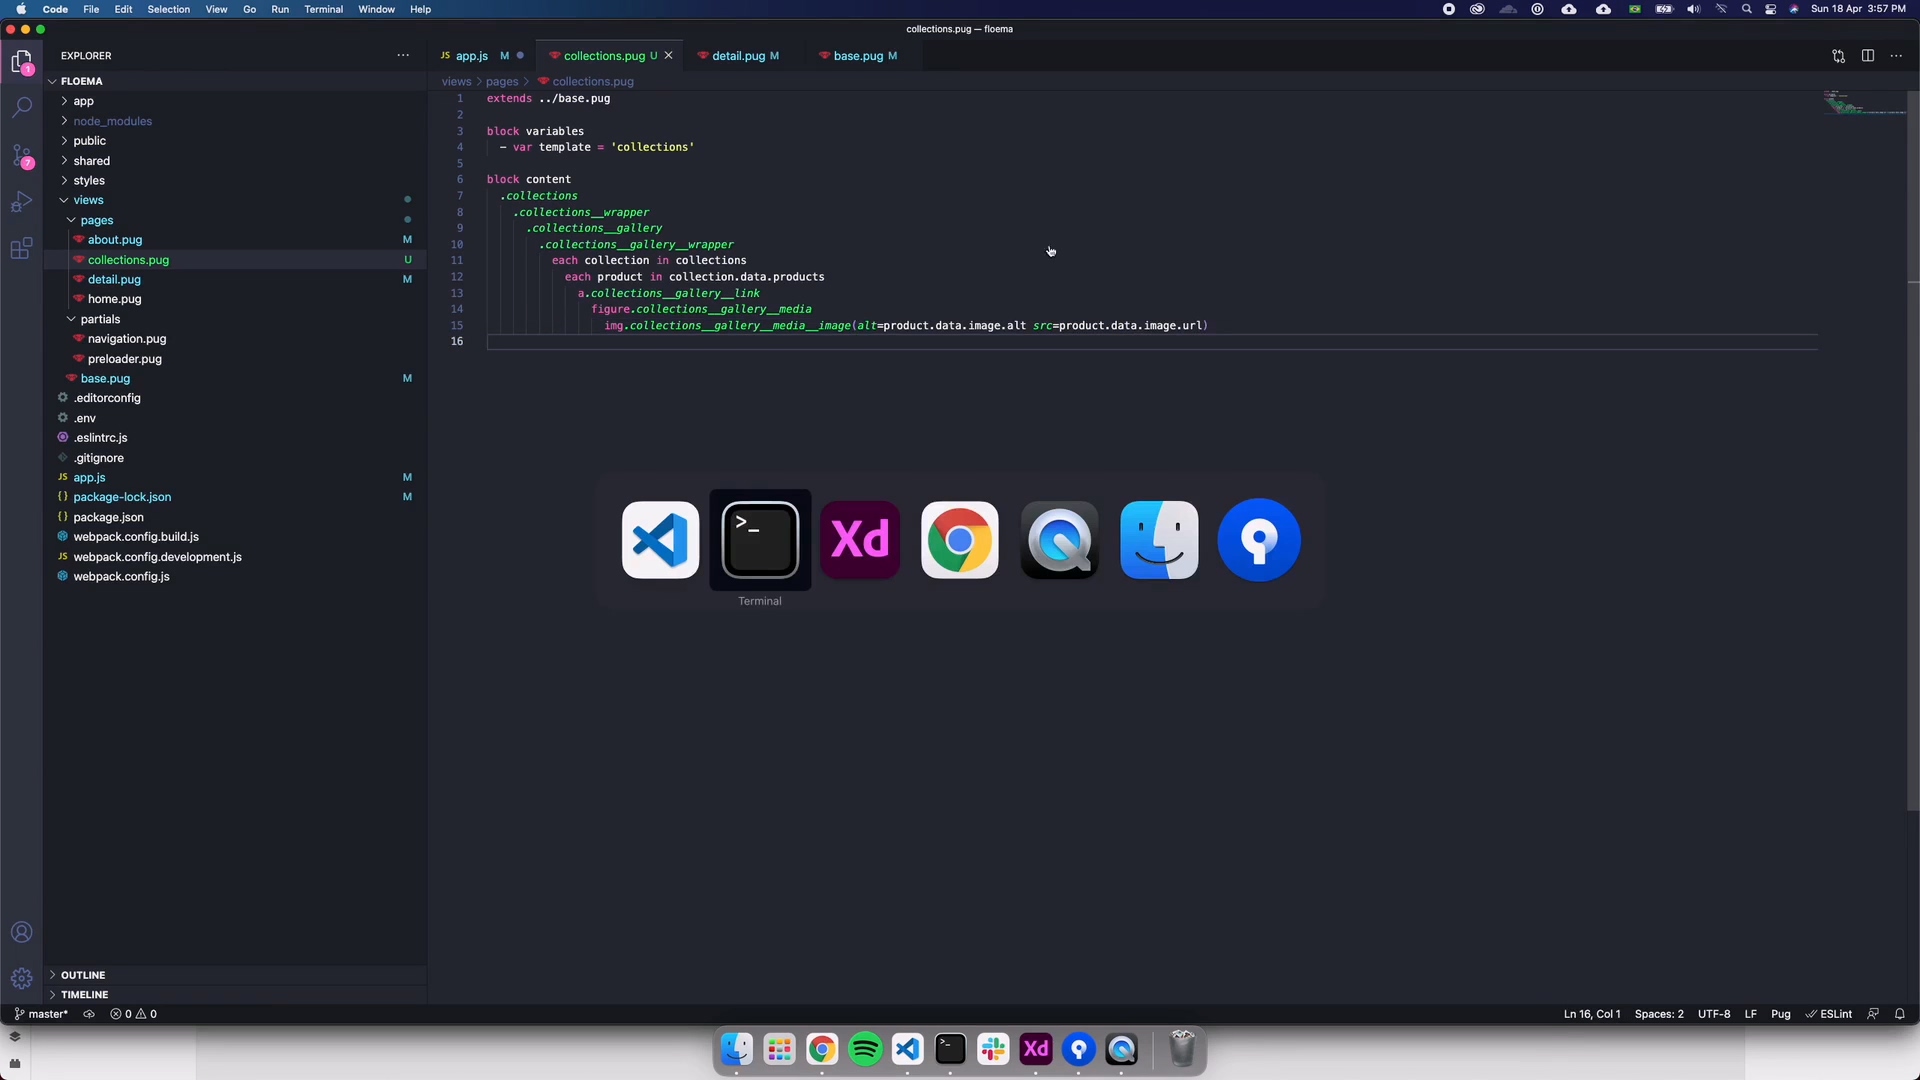 Code File Edit Selection View Go Run Terminal Window Help
Sun 18 Apr 3:57 PM
collections.pug — floema
EXPLORER
FLOEMA
app
node_modules
public
shared
styles
views
pages
about.pug M
collections.pug U
detail.pug M
home.pug
partials
navigation.pug
preloader.pug
base.pug M
.editorconfig
.env
.eslintrc.js
.gitignore
JS app.js M
{} package-lock.json M
{} package.json
webpack.config.build.js
JS webpack.config.development.js
webpack.config.js
OUTLINE
TIMELINE
1
7
JS app.js M
collections.pug U
detail.pug M
base.pug M
views > pages > collections.pug
1 extends ../base.pug
2
3 block variables
4 - var template = 'collections'
5
6 block content
7 .collections
8 .collections__wrapper
9 .collections__gallery
10 .collections__gallery__wrapper
11 each collection in collections
12 each product in collection.data.products
13 a.collections__gallery__link
14 figure.collections__gallery__media
15 img.collections__gallery__media__image(alt=product.data.image.alt src=product.data.image.url)
16
>_
Xd
Terminal
master* 0 0
Ln 16, Col 1 Spaces: 2 UTF-8 LF Pug ESLint
>_
Xd